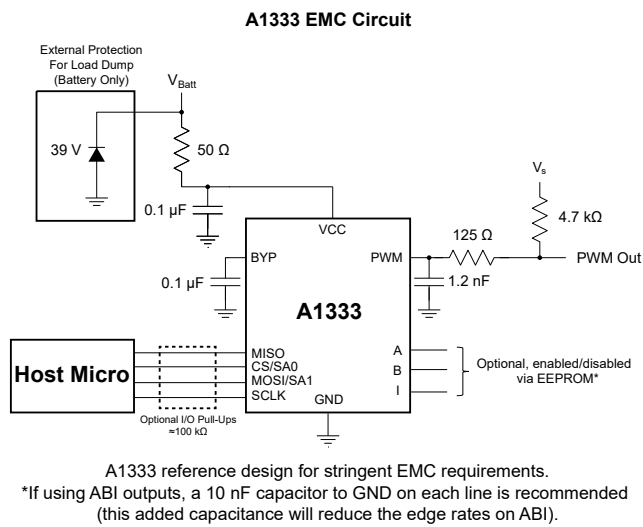 A1333 EMC Circuit
External Protection
For Load Dump
(Battery Only)
V_Batt
39 V
50 Ω
V_s
0.1 µF
4.7 kΩ
VCC
125 Ω
BYP
PWM
PWM Out
0.1 µF
1.2 nF
A1333
Host Micro
MISO
CS/SA0
MOSI/SA1
SCLK
A
B
I
Optional, enabled/disabled
via EEPROM*
Optional I/O Pull-Ups
≈100 kΩ
GND
A1333 reference design for stringent EMC requirements.
*If using ABI outputs, a 10 nF capacitor to GND on each line is recommended
(this added capacitance will reduce the edge rates on ABI).